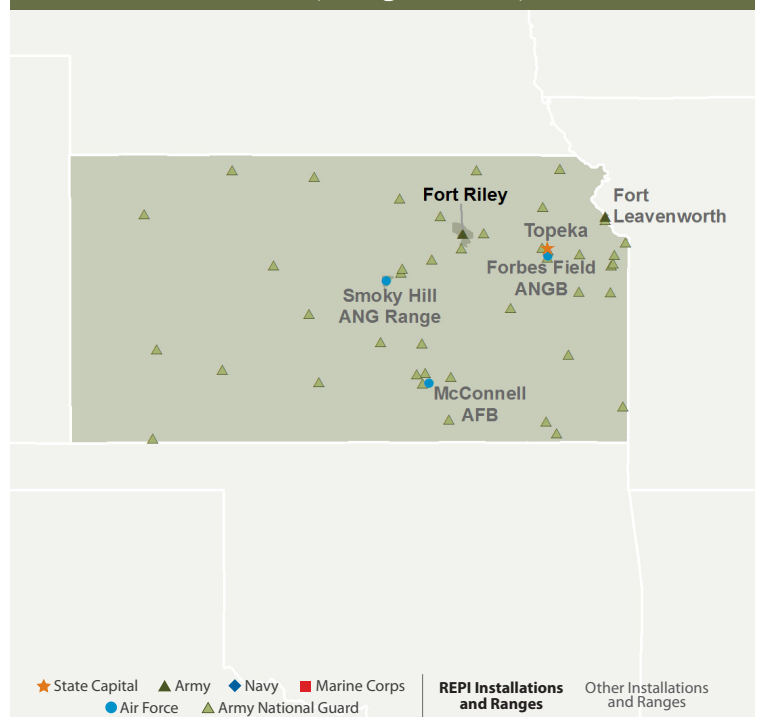 Fort Riley
Fort
Leavenworth
Topeka
Forbes Field
ANGB
Smoky Hill
ANG Range
McConnell
AFB
State Capital Army Navy Marine Corps
Air Force Army National Guard
REPI Installations
and Ranges
Other Installations
and Ranges